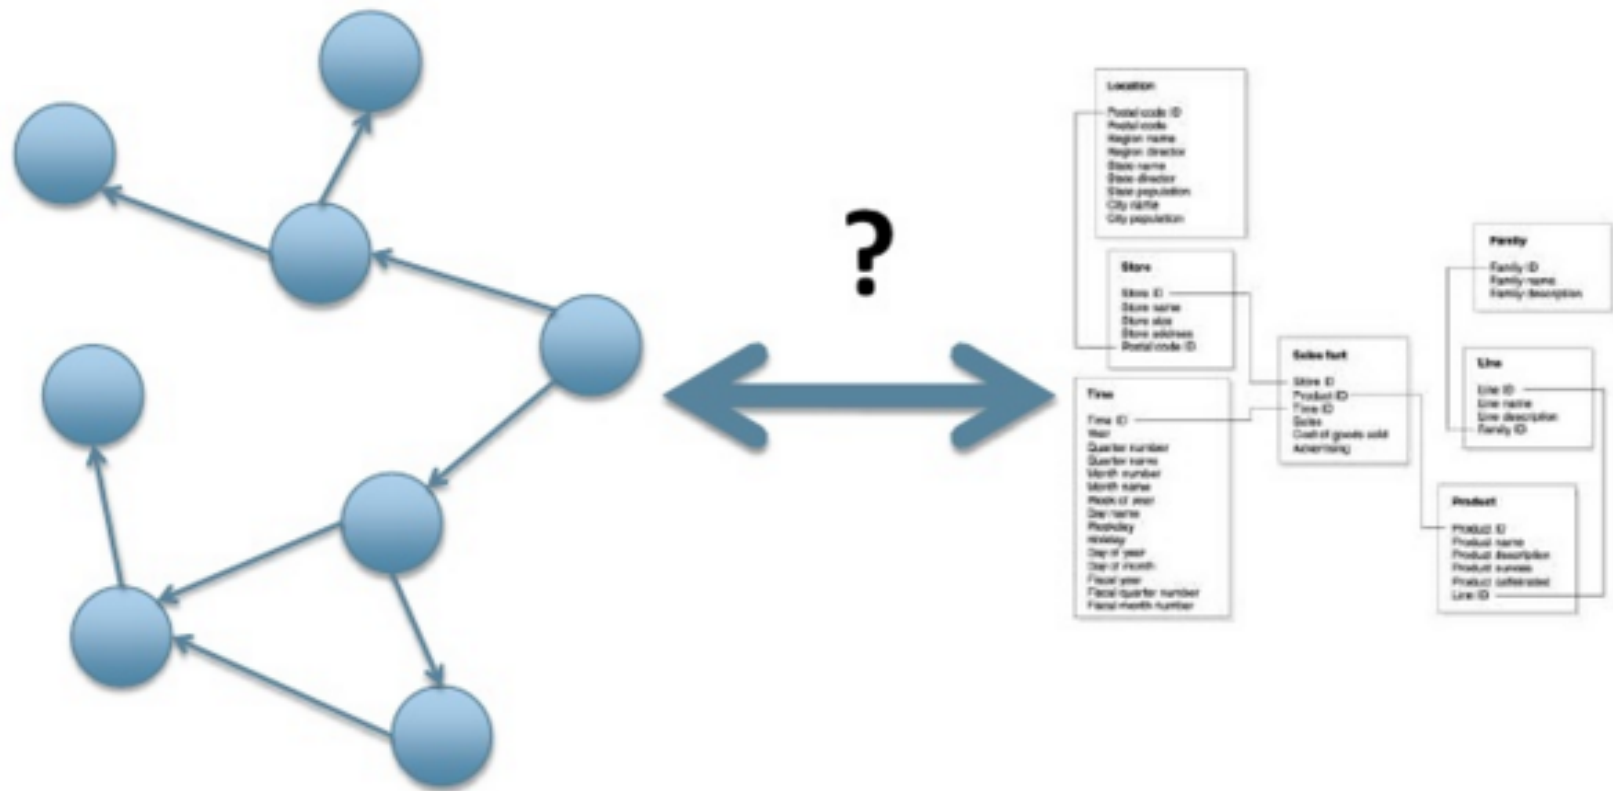 ?
Location
Postal code ID
Postal code
Region name
Region director
State name
State director
State population
City name
City population
Store
Store ID
Store name
Store size
Store address
Postal code ID
Time
Time ID
Year
Quarter number
Quarter name
Month number
Month name
Week of year
Day name
Weekday
Holiday
Day of year
Day of month
Fiscal year
Fiscal quarter number
Fiscal month number
Sales fact
Store ID
Product ID
Time ID
Sales
Cost of goods sold
Advertising
Family
Family ID
Family name
Family description
Line
Line ID
Line name
Line description
Family ID
Product
Product ID
Product name
Product description
Product
Product
Line ID